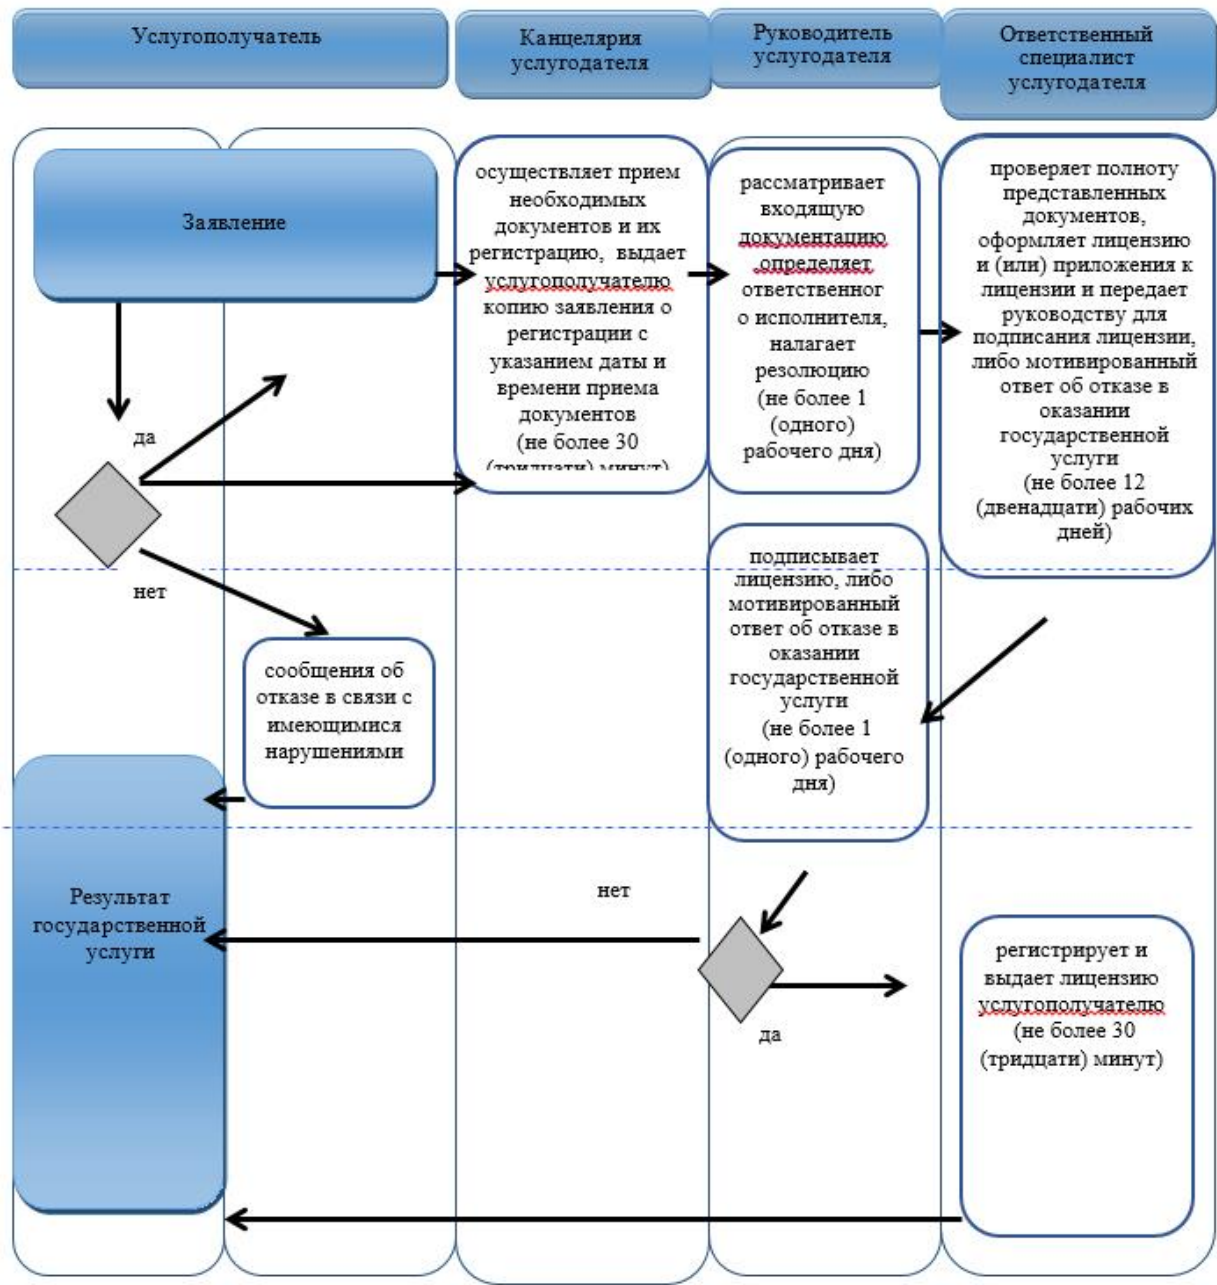 Услугополучатель
Канцелярия
услугодателя
Руководитель
услугодателя
Ответственный
специалист
услугодателя
Заявление
осуществляет прием
необходимых
документов и их
регистрацию, выдает
услугополучателю
копию заявления о
регистрации с
указанием даты и
времени приема
документов
(не более 30
(тридцати) минут)
рассматривает
входящую
документацию
определяет
ответственног
о исполнителя,
налагает
резолюцию
(не более 1
(одного)
рабочего дня)
проверяет полноту
представленных
документов,
оформляет лицензию
и (или) приложения к
лицензии и передает
руководству для
подписания лицензии,
либо мотивированный
ответ об отказе в
оказании
государственной
услуги
(не более 12
(двенадцати) рабочих
дней)
да
нет
сообщения об
отказе в связи с
имеющимися
нарушениями
подписывает
лицензию, либо
мотивированный
ответ об отказе в
оказании
государственной
услуги
(не более 1
(одного) рабочего
дня)
Результат
государственной
услуги
нет
да
регистрирует и
выдает лицензию
услугополучателю
(не более 30
(тридцати) минут)